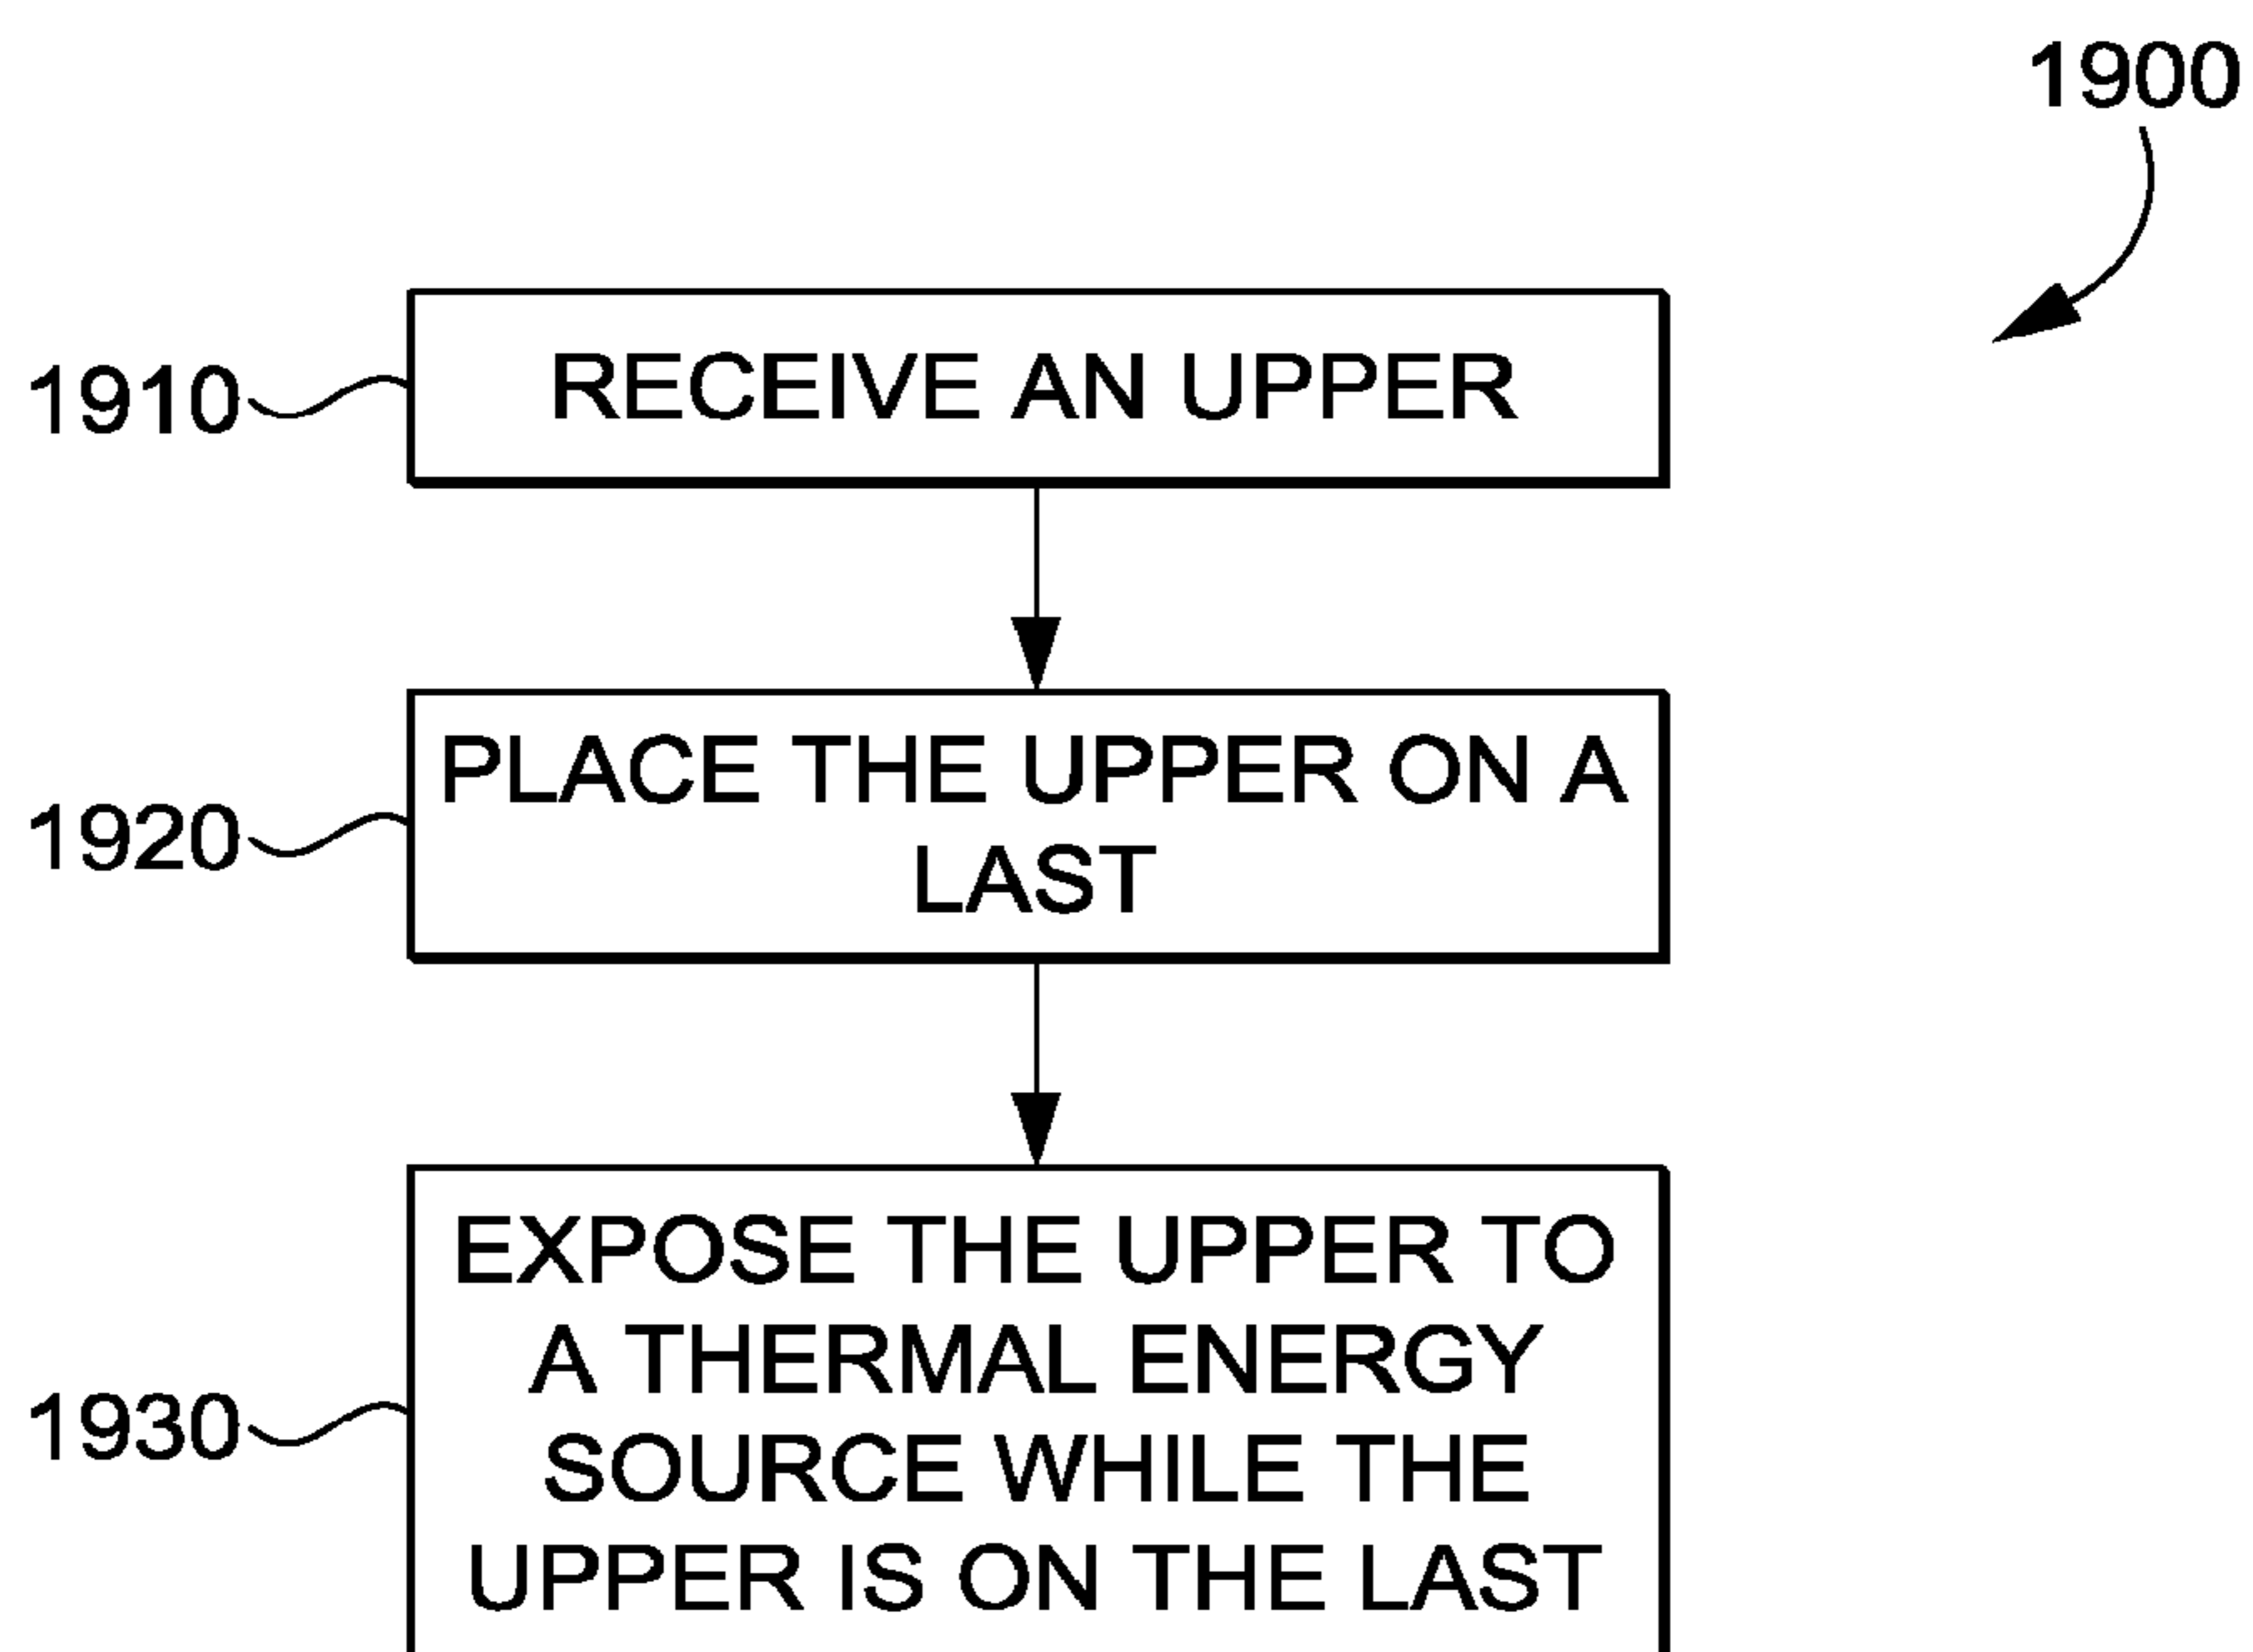 1900
1910
RECEIVE AN UPPER
1920
PLACE THE UPPER ON A
LAST
1930
EXPOSE THE UPPER TO
A THERMAL ENERGY
SOURCE WHILE THE
UPPER IS ON THE LAST